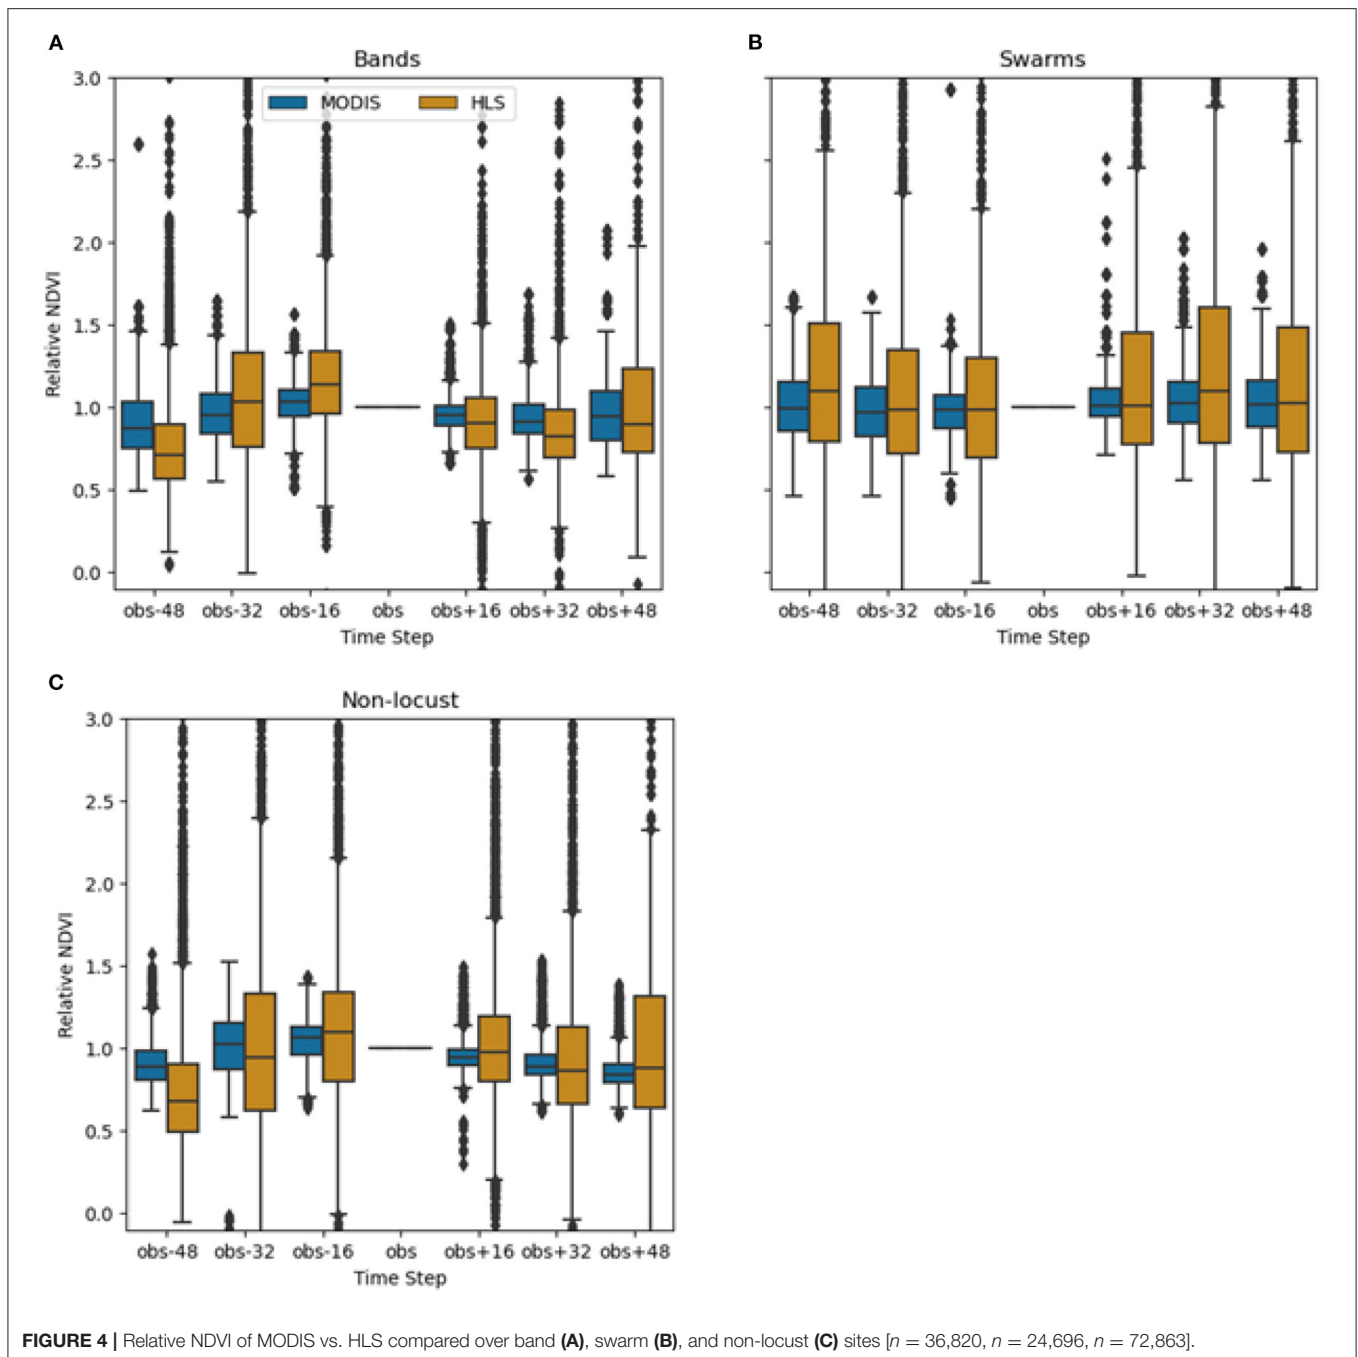 A
Bands
MODIS HLS
3.0
2.5
2.0
1.5
1.0
0.5
0.0
Relative NDVI
obs-48 obs-32 obs-16 obs obs+16 obs+32 obs+48
Time Step
B
Swarms
obs-48 obs-32 obs-16 obs obs+16 obs+32 obs+48
Time Step
C
Non-locust
3.0
2.5
2.0
1.5
1.0
0.5
0.0
Relative NDVI
obs-48 obs-32 obs-16 obs obs+16 obs+32 obs+48
Time Step
FIGURE 4 | Relative NDVI of MODIS vs. HLS compared over band (A), swarm (B), and non-locust (C) sites [n = 36,820, n = 24,696, n = 72,863].